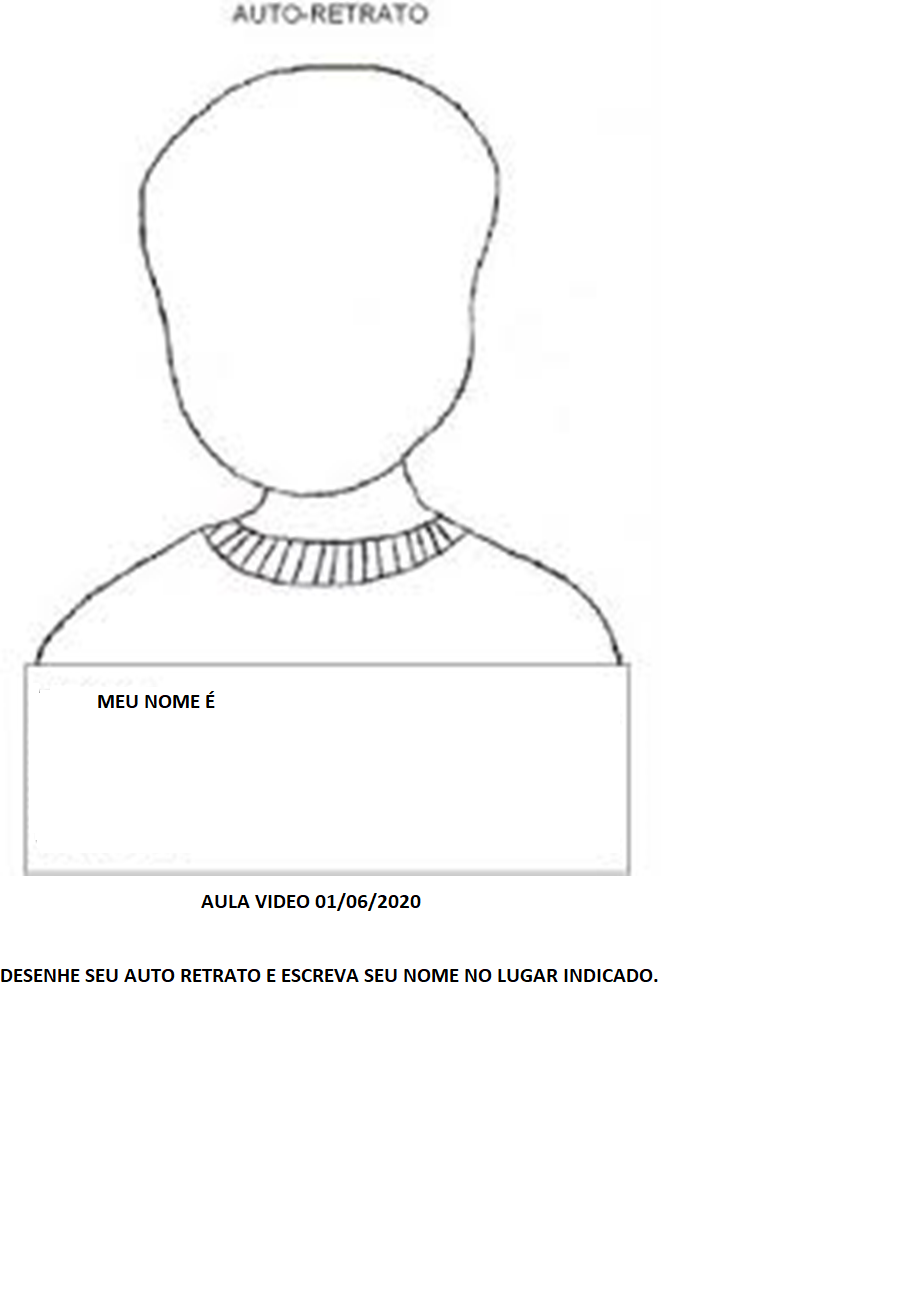 AUTO-RETRATO
MEU NOME É
AULA VIDEO 01/06/2020
DESENHE SEU AUTO RETRATO E ESCREVA SEU NOME NO LUGAR INDICADO.